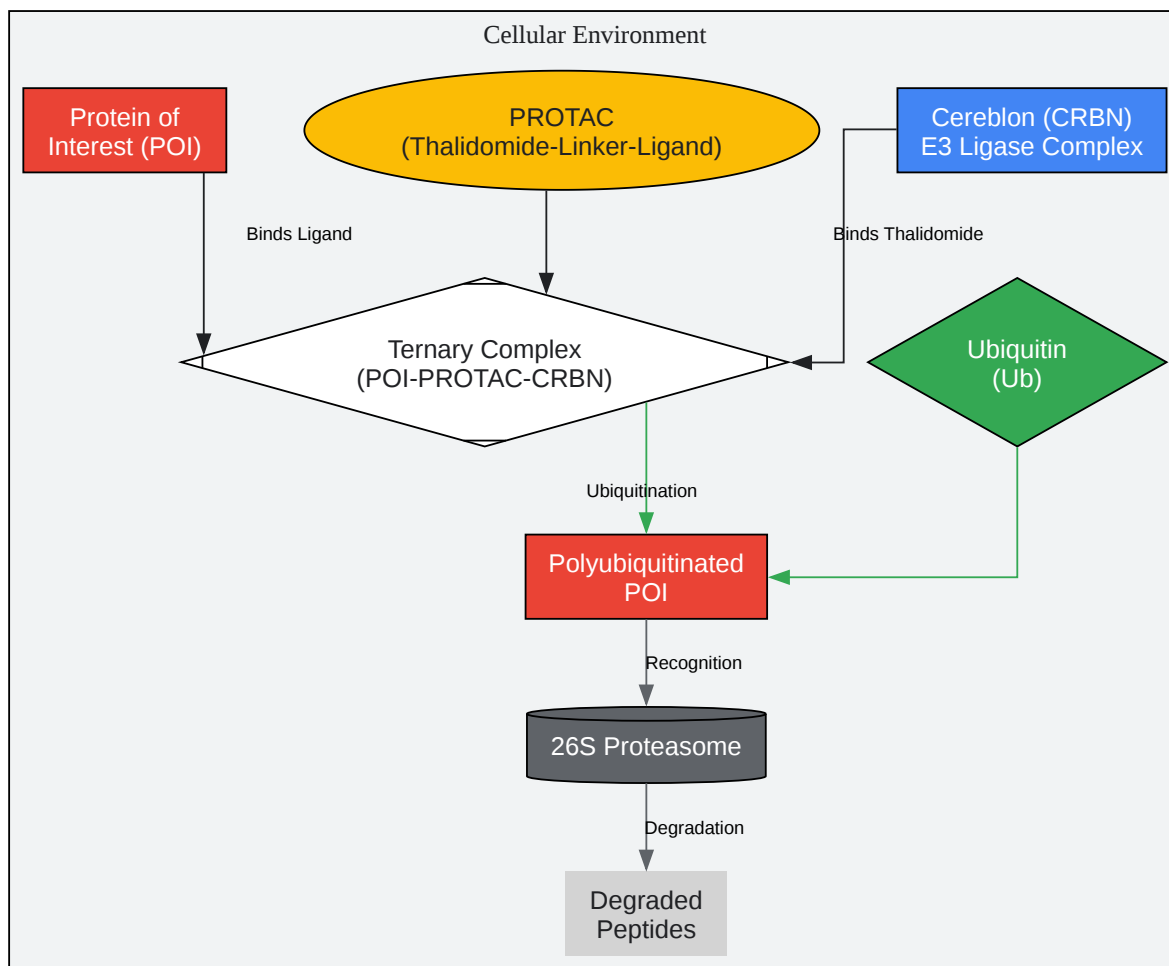 Cellular Environment
Protein of
Interest (POI)
PROTAC
(Thalidomide-Linker-Ligand)
Cereblon (CRBN)
E3 Ligase Complex
Binds Ligand
Binds Thalidomide
Ternary Complex
(POI-PROTAC-CRBN)
Ubiquitin
(Ub)
Ubiquitination
Polyubiquitinated
POI
Recognition
26S Proteasome
Degradation
Degraded
Peptides